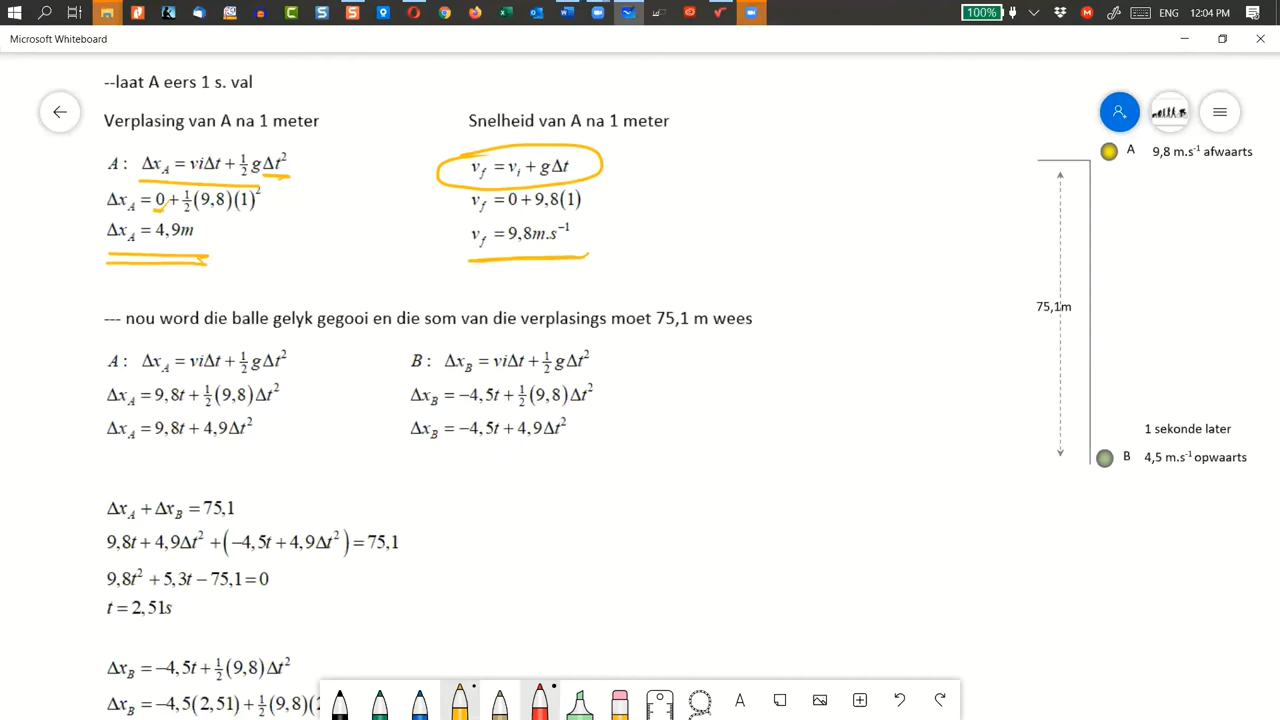 100%
ENG
12:04 PM
Microsoft Whiteboard
--laat A eers 1 s. val
Verplasing van A na 1 meter
Snelheid van A na 1 meter
A: Δx_A = viΔt + ½gΔt²
v_f = v_i + gΔt
Δx_A = 0 + ½(9,8)(1)²
v_f = 0 + 9,8(1)
Δx_A = 4,9m
v_f = 9,8m.s⁻¹
A 9,8 m.s⁻¹ afwaarts
75,1m
1 sekonde later
B 4,5 m.s⁻¹ opwaarts
--- nou word die balle gelyk gegooi en die som van die verplasings moet 75,1 m wees
A: Δx_A = viΔt + ½gΔt²
B: Δx_B = viΔt + ½gΔt²
Δx_A = 9,8t + ½(9,8)Δt²
Δx_B = −4,5t + ½(9,8)Δt²
Δx_A = 9,8t + 4,9Δt²
Δx_B = −4,5t + 4,9Δt²
Δx_A + Δx_B = 75,1
9,8t + 4,9Δt² + (−4,5t + 4,9Δt²) = 75,1
9,8t² + 5,3t − 75,1 = 0
t = 2,51s
Δx_B = −4,5t + ½(9,8)Δt²
Δx_B = −4,5(2,51) + ½(9,8)(